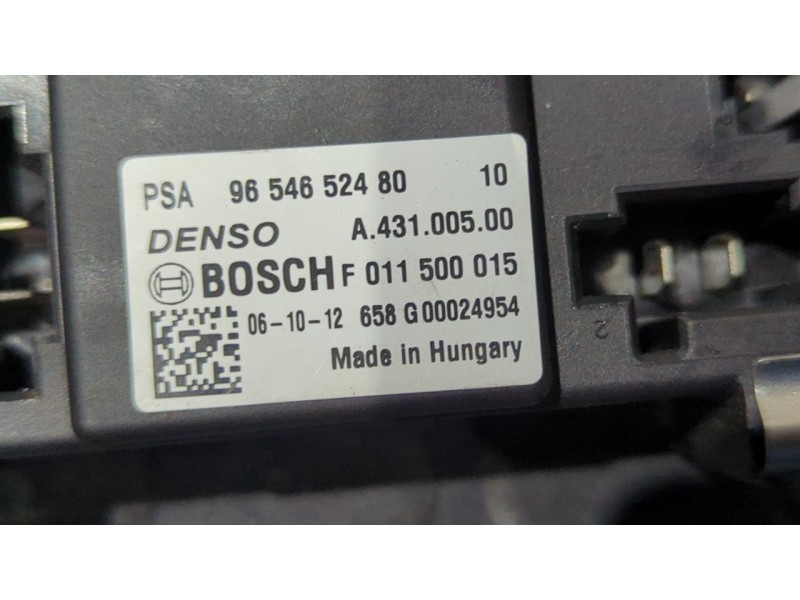 PSA 96 546 524 80 10
DENSO A.431.005.00
BOSCH F 011 500 015
06-10-12 658 G00024954
Made in Hungary
2